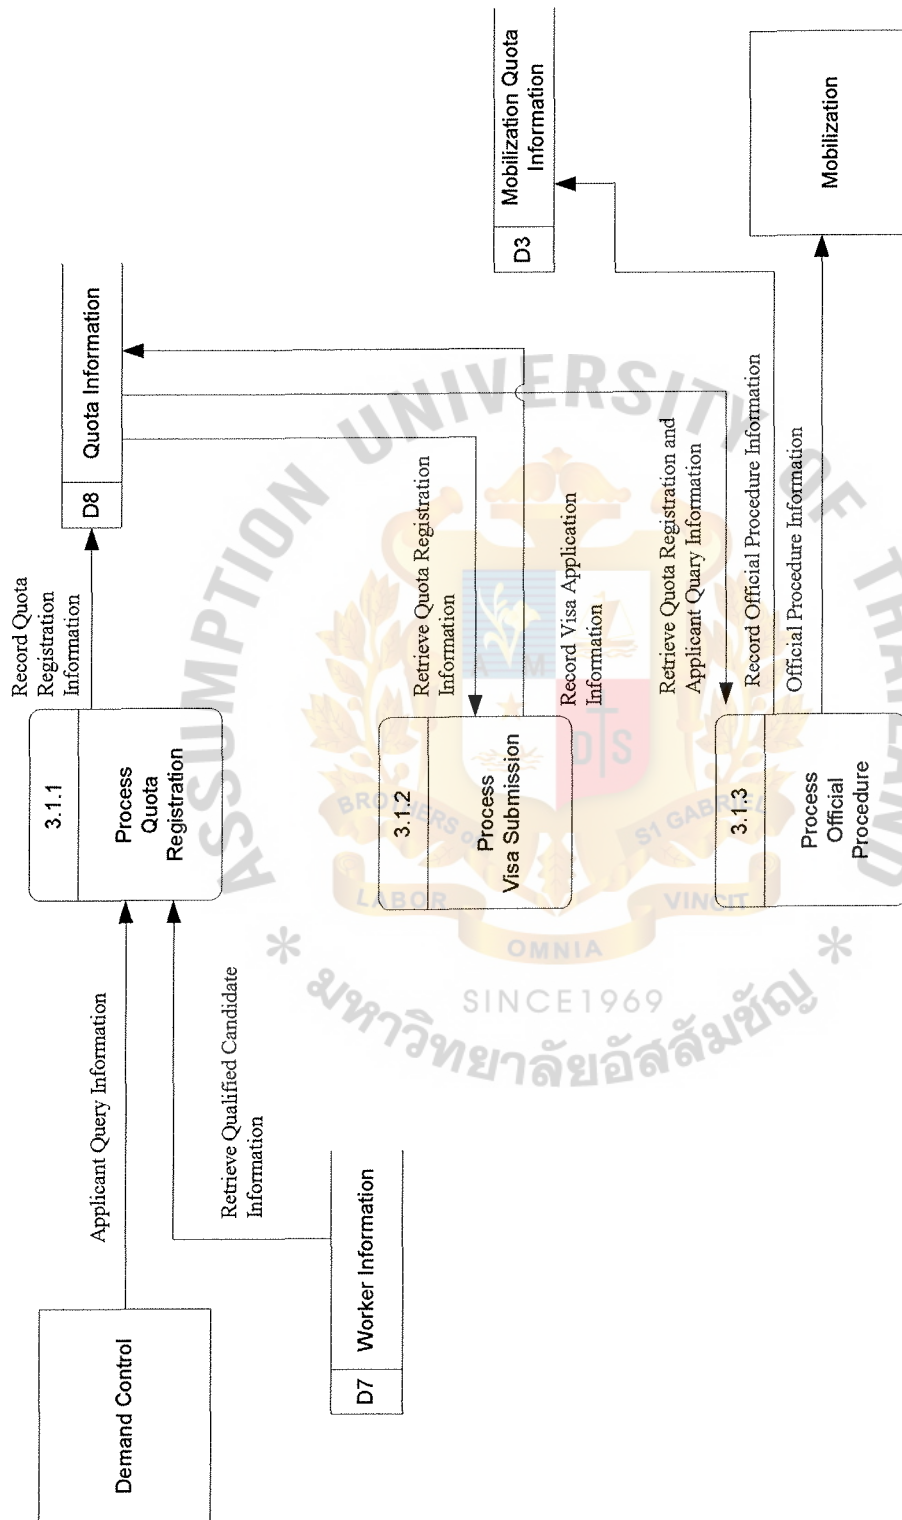 Demand Control
Applicant Query Information
3.1.1
Process
Quota
Registration
Record Quota
Registration
Information
D8
Quota Information
D7
Worker Information
Retrieve Qualified Candidate
Information
3.1.2
Process
Visa Submission
Retrieve Quota Registration
Information
Record Visa Application
Information
3.1.3
Process
Official
Procedure
Retrieve Quota Registration and
Applicant Quary Information
Record Official Procedure Information
Official Procedure Information
D3
Mobilization Quota
Information
Mobilization
ASSUMPTION UNIVERSITY OF THAILAND
A M
D S
BROTHERS of
ST GABRIEL
LABOR
OMNIA
VINCIT
SINCE1969
มหาวิทยาลัยอัสสัมชัญ